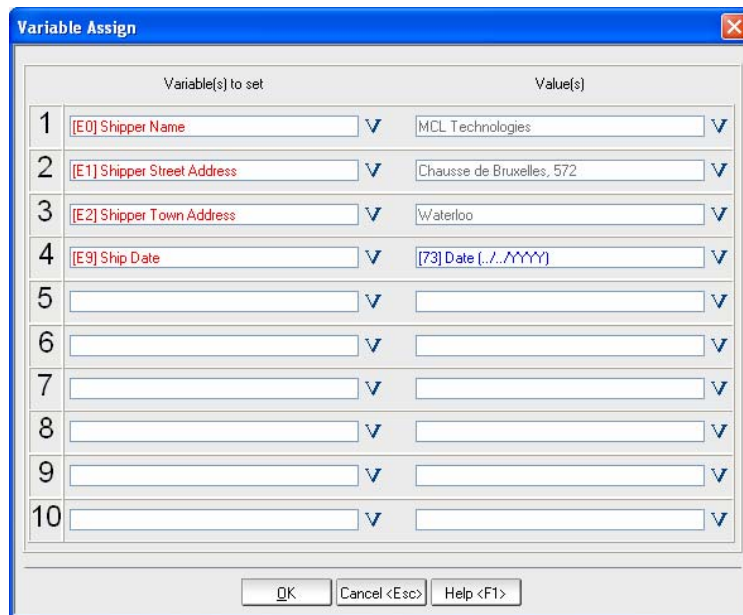 Variable Assign
Variable(s) to set Value(s)
1 [E0] Shipper Name V MCL Technologies V
2 [E1] Shipper Street Address V Chausse de Bruxelles, 572 V
3 [E2] Shipper Town Address V Waterloo V
4 [E9] Ship Date V [73] Date (../../YYYY) V
5 V V
6 V V
7 V V
8 V V
9 V V
10 V V
OK Cancel <Esc> Help <F1>